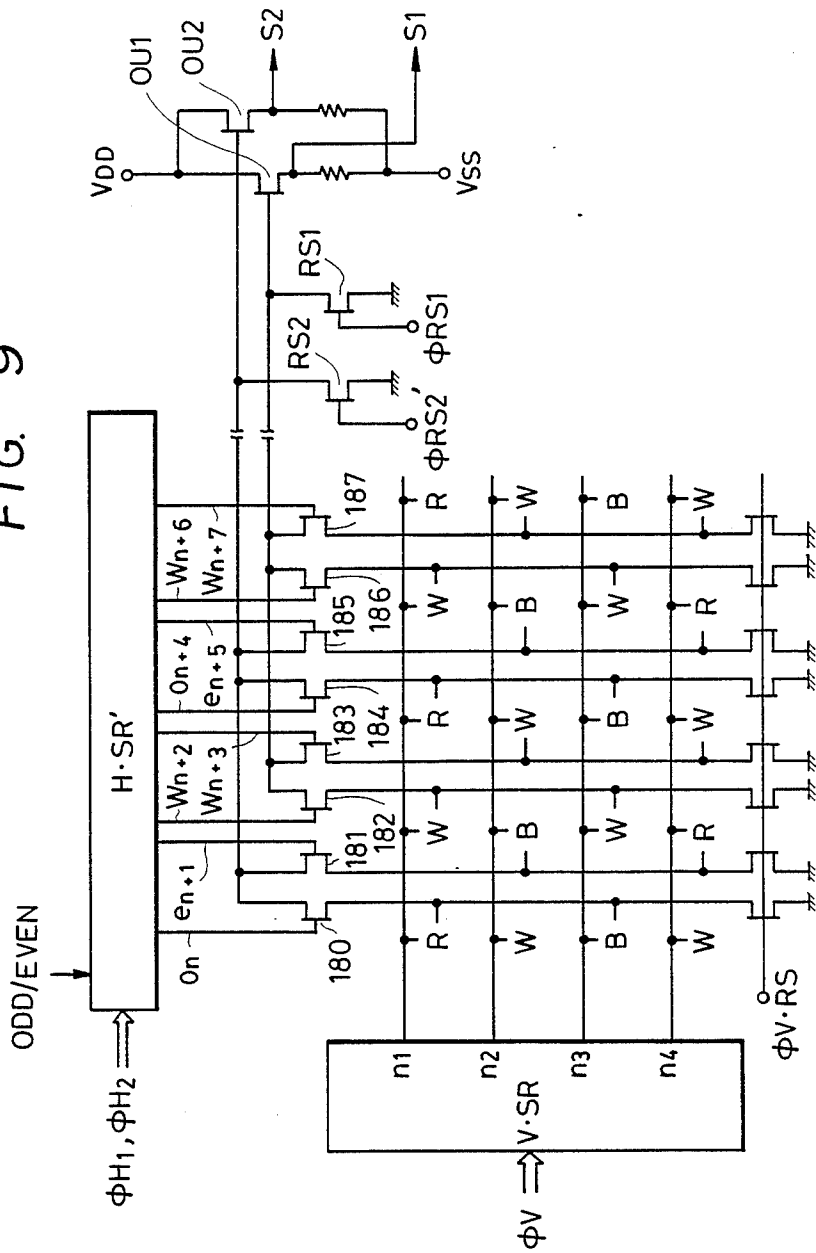 FIG. 9
ODD/EVEN
ΦH1, ΦH2
H·SR'
On
en+1
Wn+2
Wn+3
On+4
en+5
Wn+6
Wn+7
180
181
182
183
184
185
186
187
VDD
OU1
OU2
S2
S1
VSS
RS2
RS1
ΦRS2'
ΦRS1
ΦV
V·SR
n1
n2
n3
n4
R W R W R
R W R W
W B W B W
B W B W
B W B W B
B W B W
W R W R W
R W R W
ΦV·RS